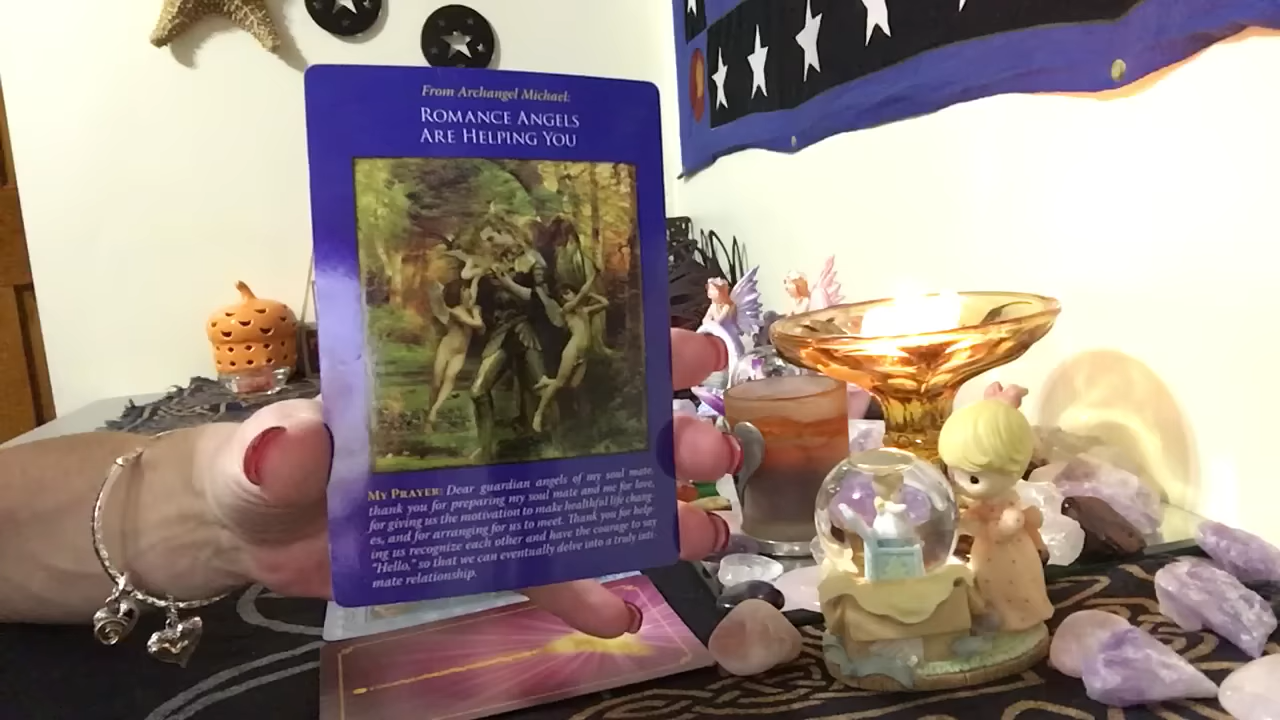 From Archangel Michael:
ROMANCE ANGELS
ARE HELPING YOU
MY PRAYER: Dear guardian angels of my soul mate,
thank you for preparing my soul mate and me for love,
for giving us the motivation to make healthful life chang-
es, and for arranging for us to meet. Thank you for help-
ing us recognize each other and have the courage to say
"Hello," so that we can eventually delve into a truly inti-
mate relationship.